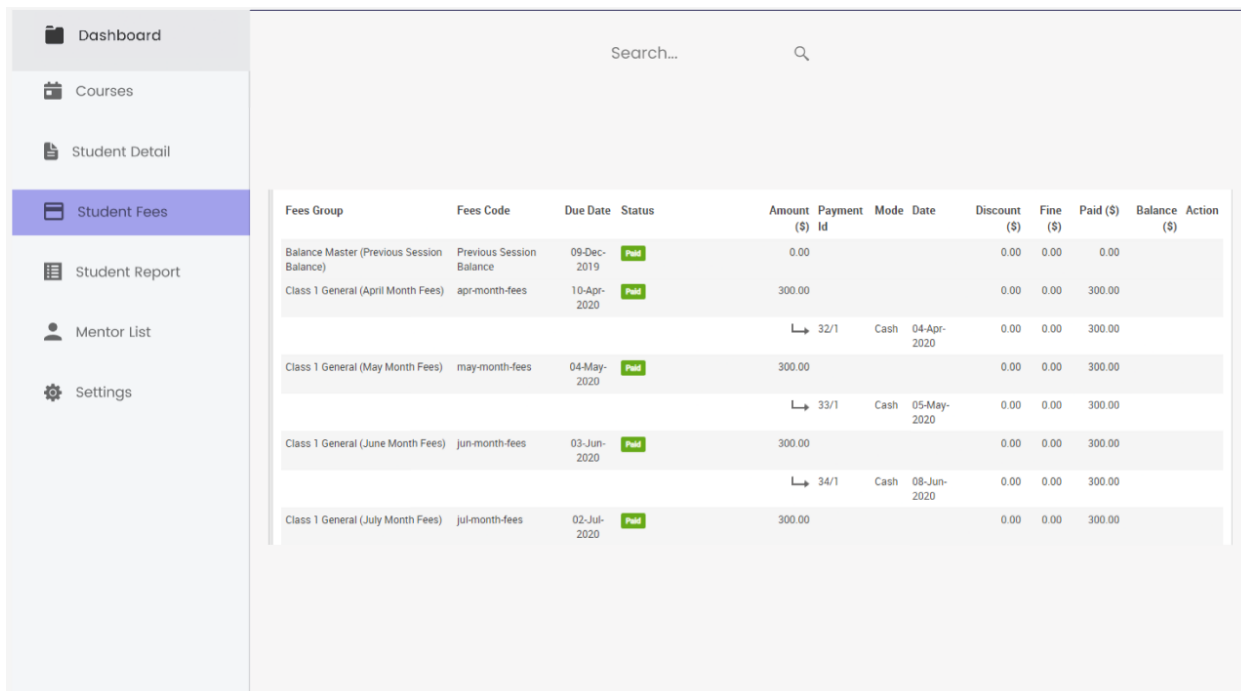 Dashboard
Search...
Courses
Student Detail
Student Fees
Student Report
Mentor List
Settings
Fees Group Fees Code Due Date Status Amount Payment Mode Date Discount Fine Paid ($) Balance Action
($) Id ($) ($) ($)
Balance Master (Previous Session Previous Session 09-Dec- Paid 0.00 0.00 0.00 0.00
Balance) Balance 2019
Class 1 General (April Month Fees) apr-month-fees 10-Apr- Paid 300.00 0.00 0.00 300.00
2020
32/1 Cash 04-Apr- 0.00 0.00 300.00
2020
Class 1 General (May Month Fees) may-month-fees 04-May- Paid 300.00 0.00 0.00 300.00
2020
33/1 Cash 05-May- 0.00 0.00 300.00
2020
Class 1 General (June Month Fees) jun-month-fees 03-Jun- Paid 300.00 0.00 0.00 300.00
2020
34/1 Cash 08-Jun- 0.00 0.00 300.00
2020
Class 1 General (July Month Fees) jul-month-fees 02-Jul- Paid 300.00 0.00 0.00 300.00
2020